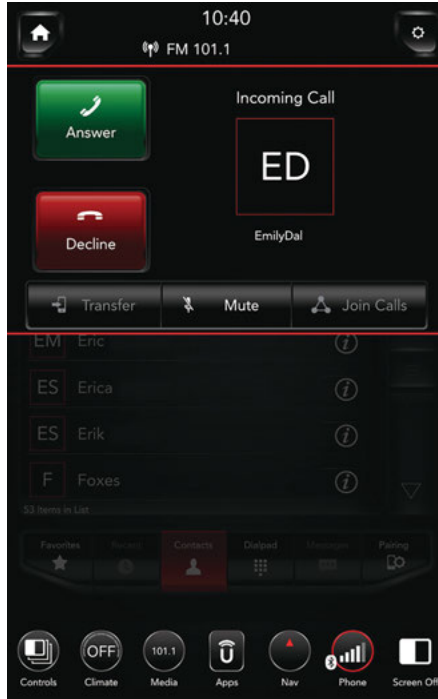 10:40
FM 101.1
Answer
Incoming Call
ED
Decline
EmilyDal
Transfer Mute Join Calls
EM Eric
ES Erica
ES Erik
F Foxes
53 Items in List
Favorites Recent Contacts Dialpad Messages Pairing
OFF 101.1
Controls Climate Media Apps Nav Phone Screen Off